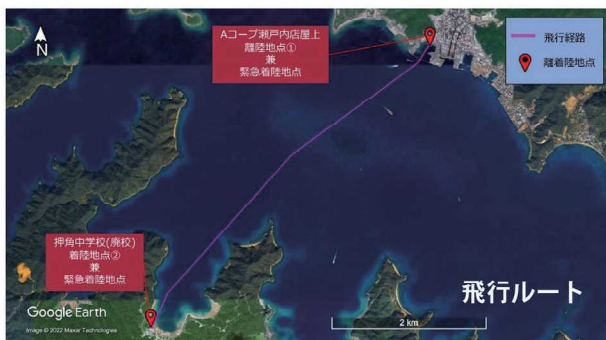 N
Aコープ瀬戸内店屋上
離陸地点①
兼
緊急着陸地点
飛行経路
離着陸地点
押角中学校(廃校)
着陸地点②
兼
緊急着陸地点
飛行ルート
Google Earth
Image © 2022 Maxar Technologies
2 km